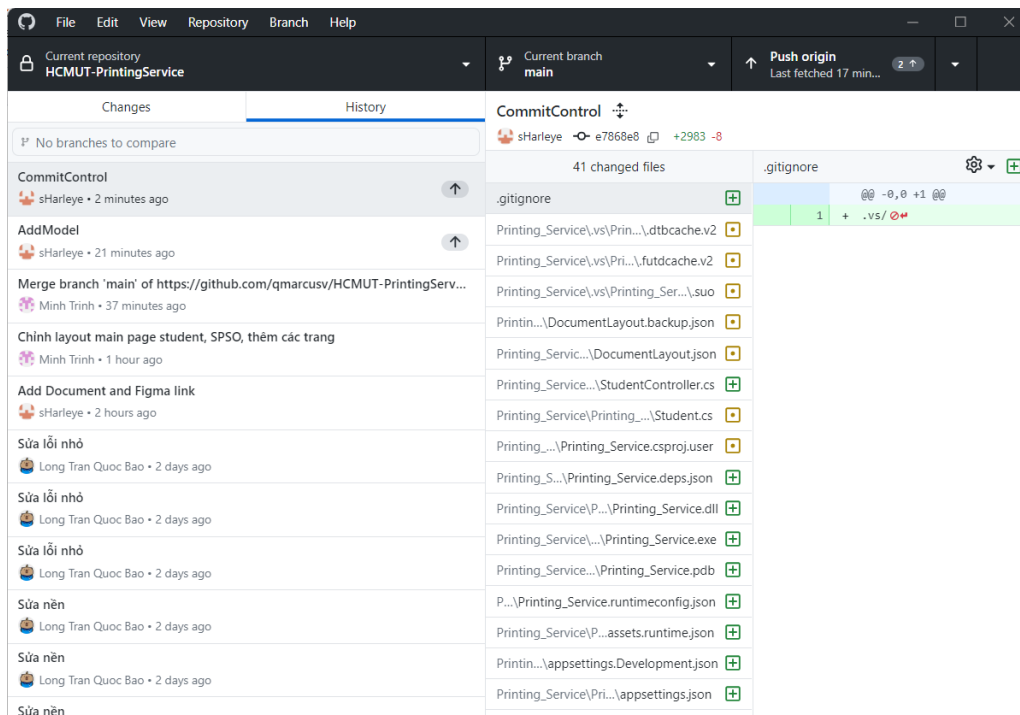 File Edit View Repository Branch Help
Current repository
HCMUT-PrintingService
Current branch
main
Push origin
Last fetched 17 min...
2
Changes
History
No branches to compare
CommitControl
sHarleye • 2 minutes ago
AddModel
sHarleye • 21 minutes ago
Merge branch 'main' of https://github.com/qmarcusv/HCMUT-PrintingServ...
Minh Trinh • 37 minutes ago
Chỉnh layout main page student, SPSO, thêm các trang
Minh Trinh • 1 hour ago
Add Document and Figma link
sHarleye • 2 hours ago
Sửa lỗi nhỏ
Long Tran Quoc Bao • 2 days ago
Sửa lỗi nhỏ
Long Tran Quoc Bao • 2 days ago
Sửa lỗi nhỏ
Long Tran Quoc Bao • 2 days ago
Sửa nền
Long Tran Quoc Bao • 2 days ago
Sửa nền
Long Tran Quoc Bao • 2 days ago
Sửa nền
CommitControl
sHarleye e7868e8 +2983 -8
41 changed files
.gitignore
Printing_Service\.vs\Prin...\.dtbcache.v2
Printing_Service\.vs\Pri...\.futdcache.v2
Printing_Service\.vs\Printing_Ser...\.suo
Printin...\DocumentLayout.backup.json
Printing_Servic...\DocumentLayout.json
Printing_Service...\StudentController.cs
Printing_Service\Printing_...\Student.cs
Printing_...\Printing_Service.csproj.user
Printing_S...\Printing_Service.deps.json
Printing_Service\P...\Printing_Service.dll
Printing_Service\...\Printing_Service.exe
Printing_Service...\Printing_Service.pdb
P...\Printing_Service.runtimeconfig.json
Printing_Service\P...assets.runtime.json
Printin...\appsettings.Development.json
Printing_Service\Pri...\appsettings.json
.gitignore
@@ -0,0 +1 @@
1 + .vs/